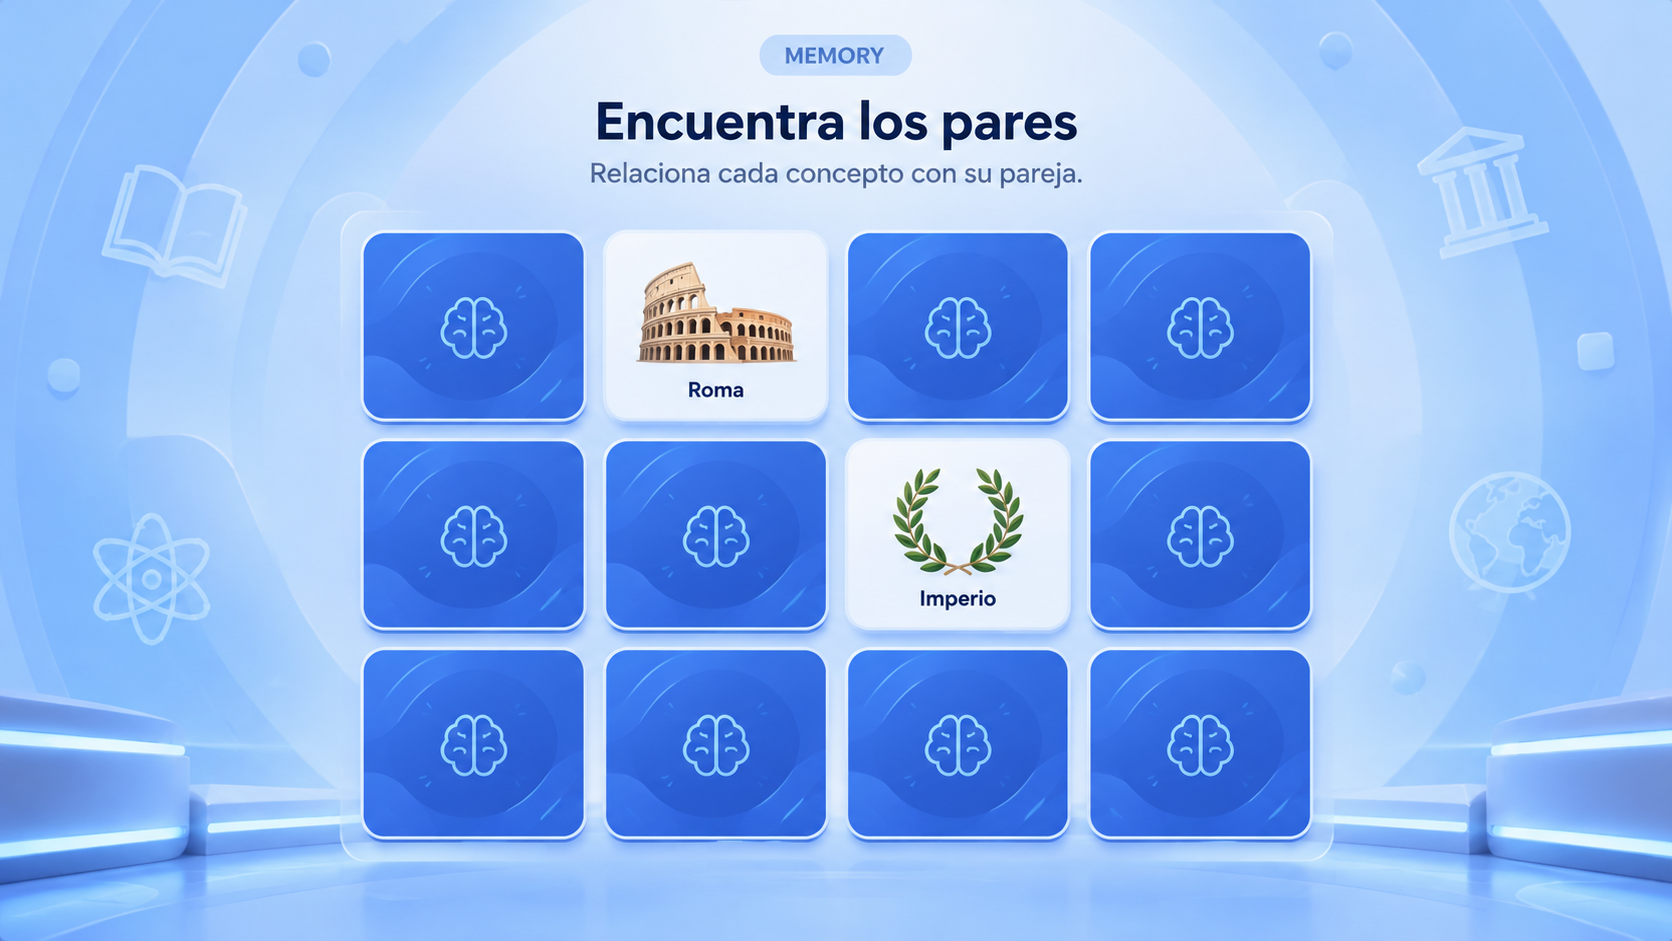 MEMORY
Encuentra los pares
Relaciona cada concepto con su pareja.
Roma
Imperio